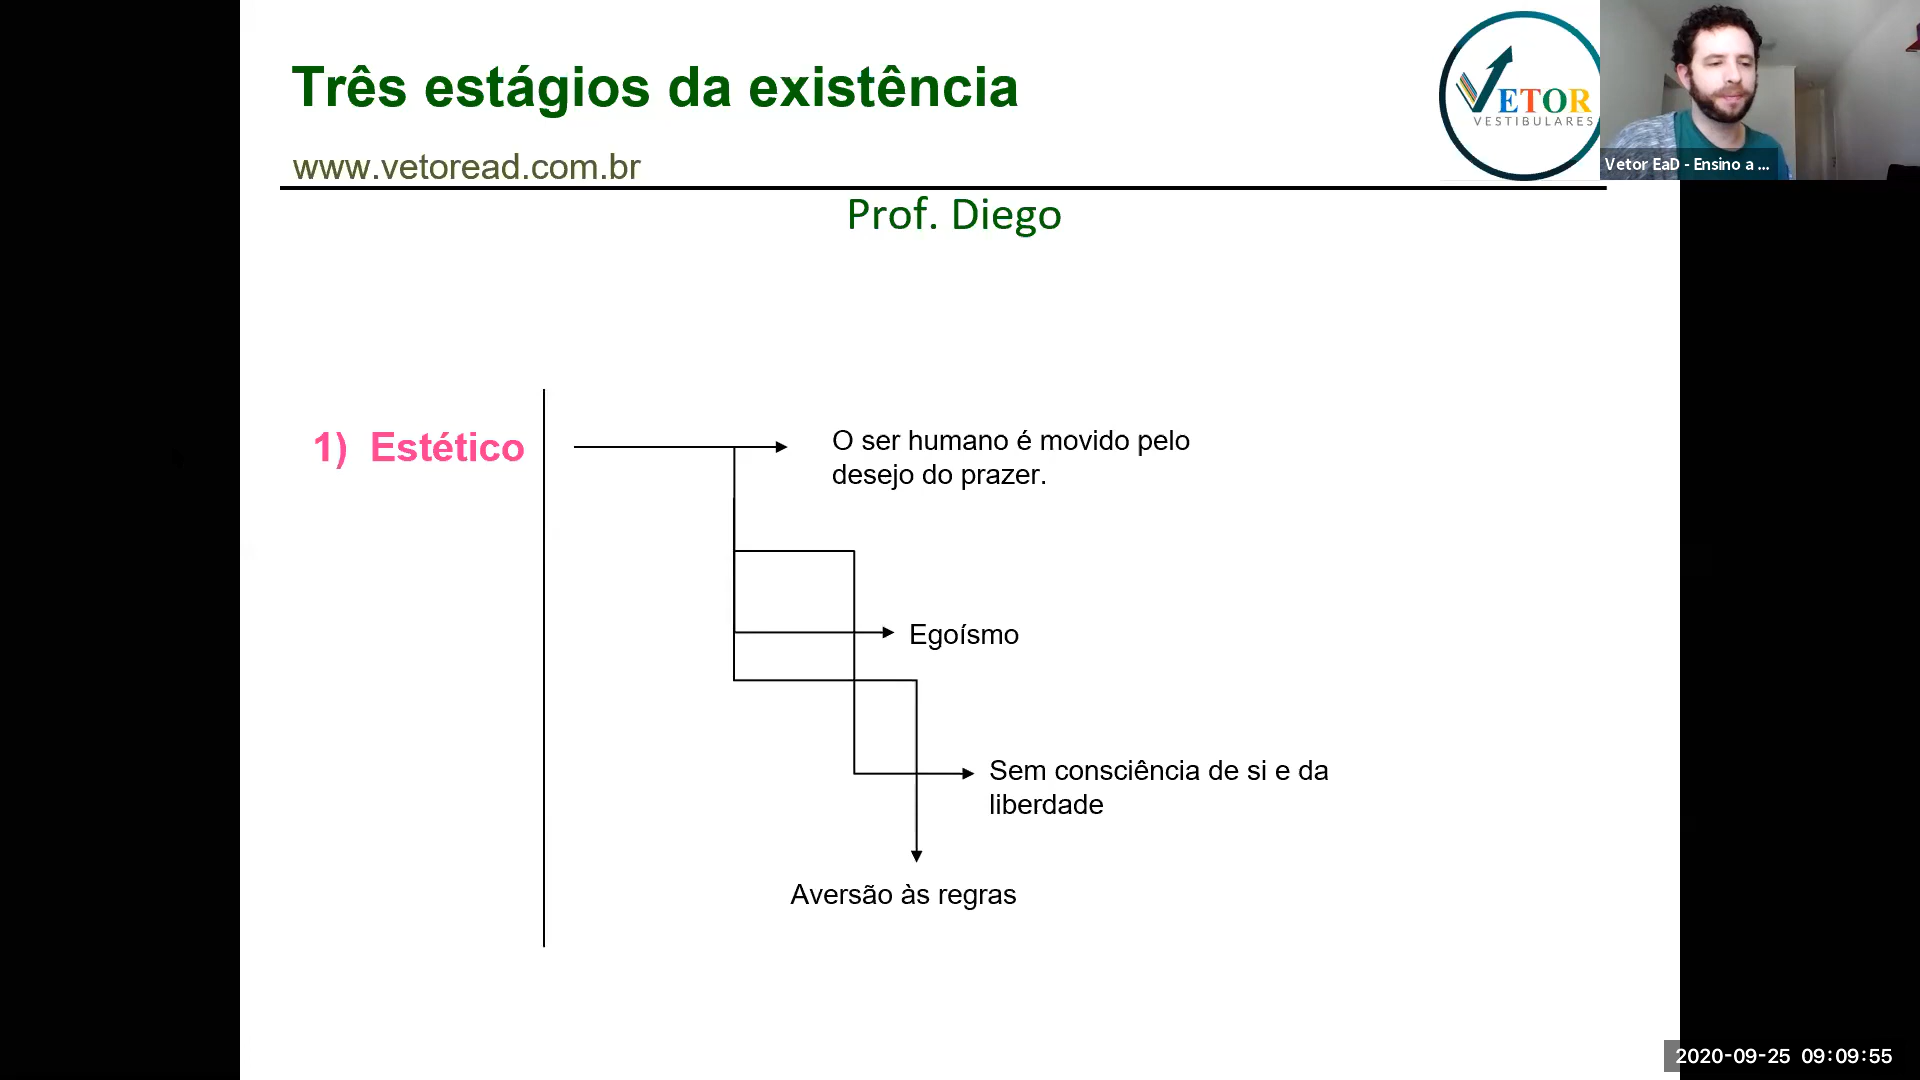 Três estágios da existência
VETOR
VESTIBULARES
www.vetoread.com.br
Vetor EaD - Ensino a ...
Prof. Diego
1) Estético
O ser humano é movido pelo
desejo do prazer.
Egoísmo
Sem consciência de si e da
liberdade
Aversão às regras
2020-09-25 09:09:55